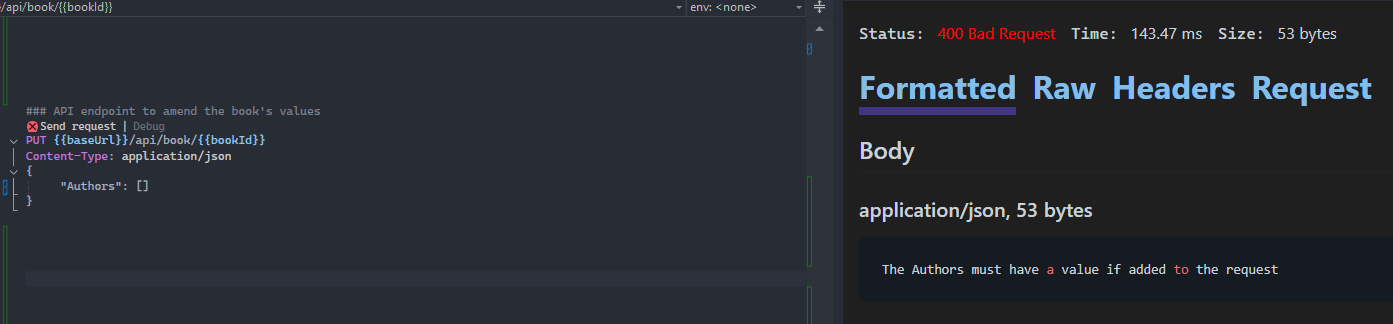 /api/book/{{bookId}}
env: <none>
### API endpoint to amend the book's values
Send request | Debug
PUT {{baseUrl}}/api/book/{{bookId}}
Content-Type: application/json
{
"Authors": []
}
Status: 400 Bad Request Time: 143.47 ms Size: 53 bytes
Formatted Raw Headers Request
Body
application/json, 53 bytes
The Authors must have a value if added to the request